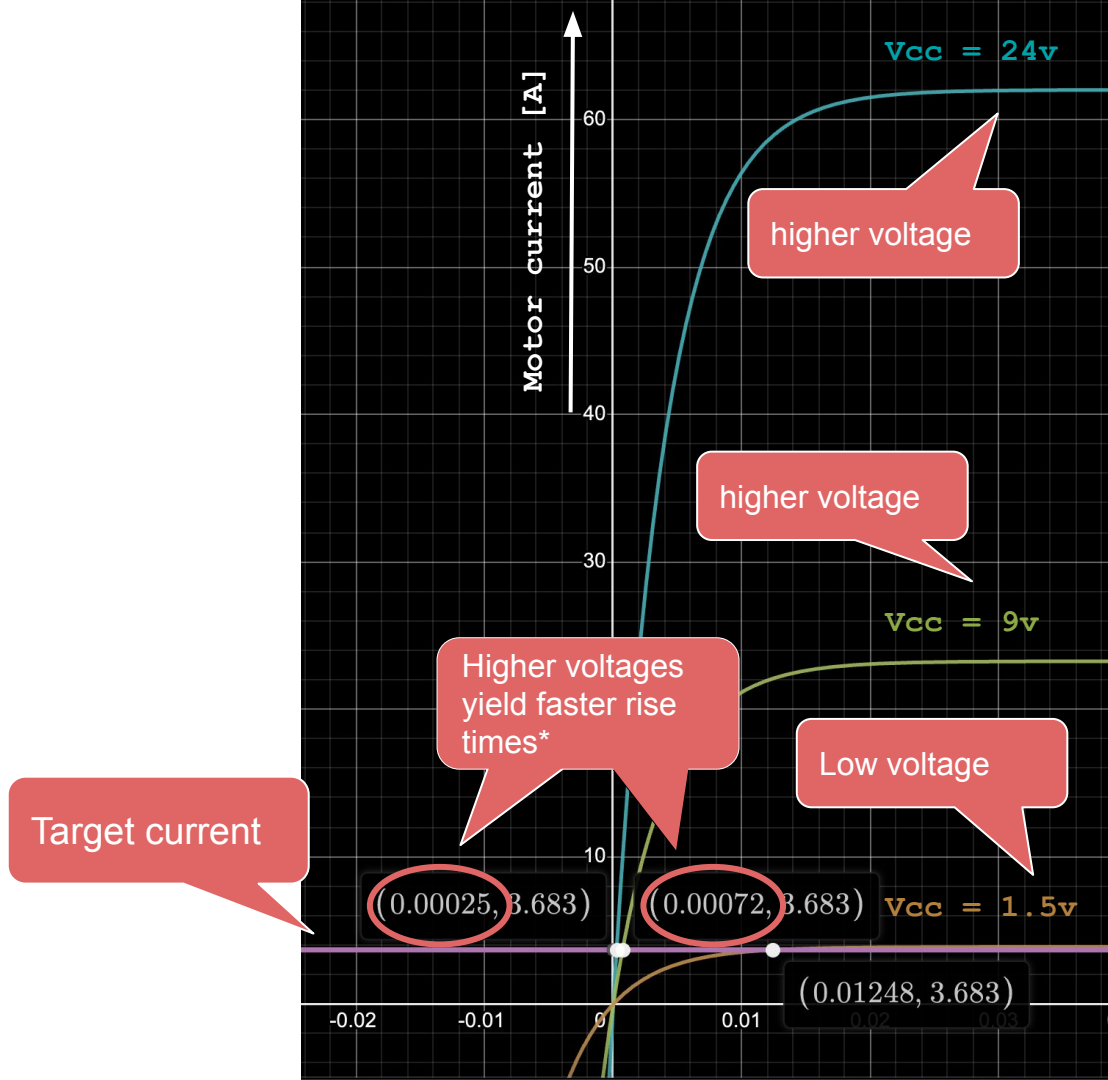 Vcc = 24v
Motor current [A]
60
higher voltage
50
40
higher voltage
30
Vcc = 9v
Higher voltages
yield faster rise
times*
Low voltage
Target current
10
(0.00025, 3.683)
(0.00072, 3.683)
Vcc = 1.5v
(0.01248, 3.683)
-0.02
-0.01
0
0.01
0.02
0.03